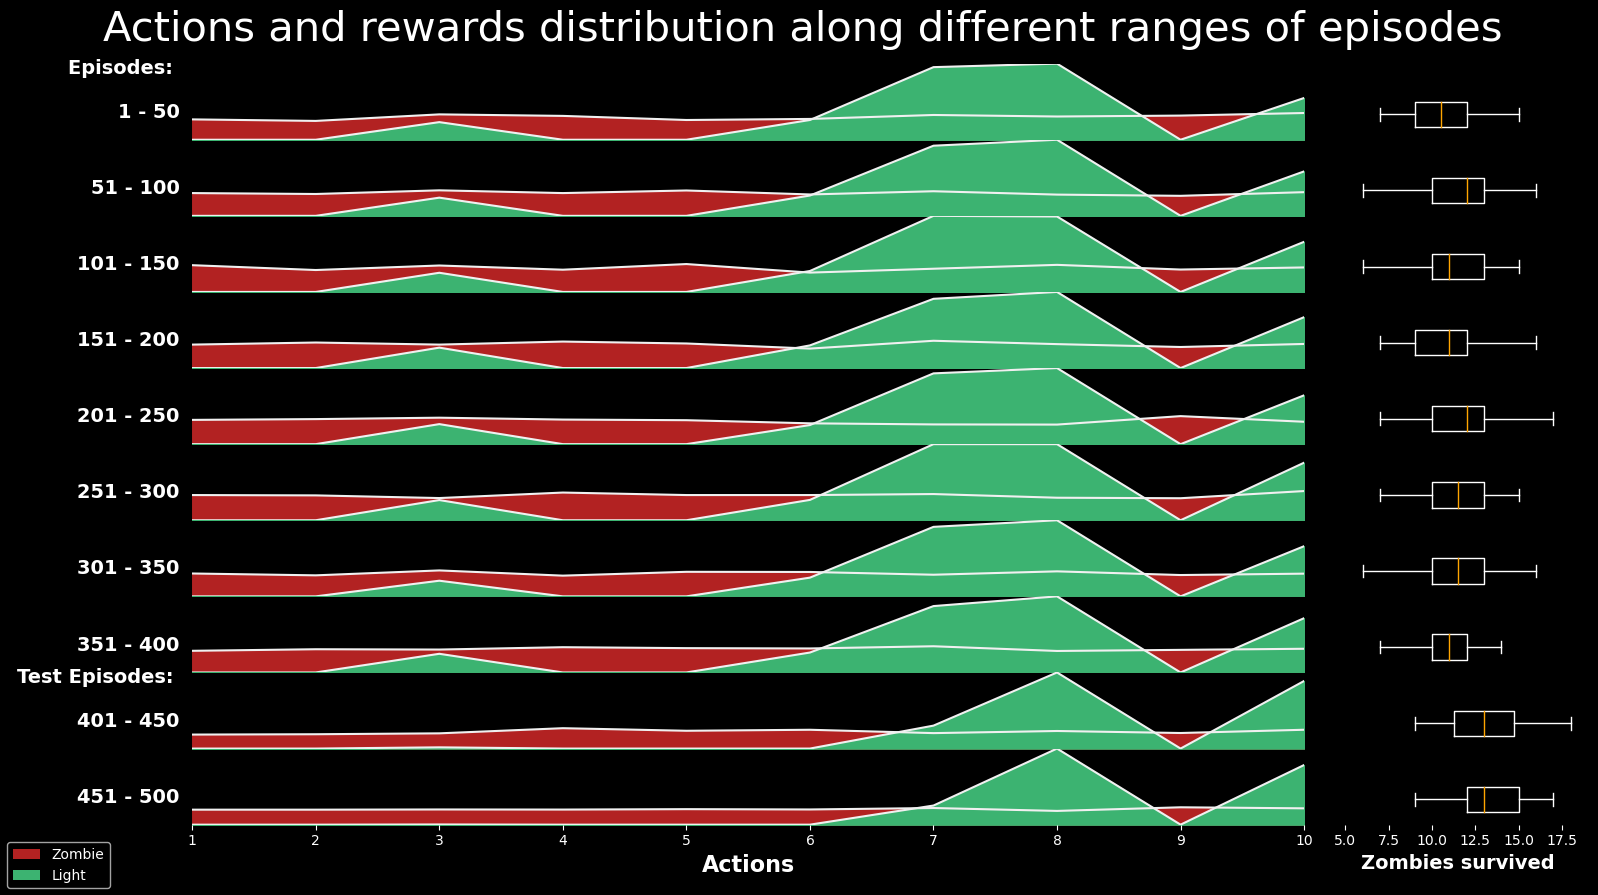 Actions and rewards distribution along different ranges of episodes
Episodes:
1 - 50
51 - 100
101 - 150
151 - 200
201 - 250
251 - 300
301 - 350
351 - 400
Test Episodes:
401 - 450
451 - 500
1 2 3 4 5 6 7 8 9 10
5.0 7.5 10.0 12.5 15.0 17.5
Actions
Zombies survived
Zombie
Light